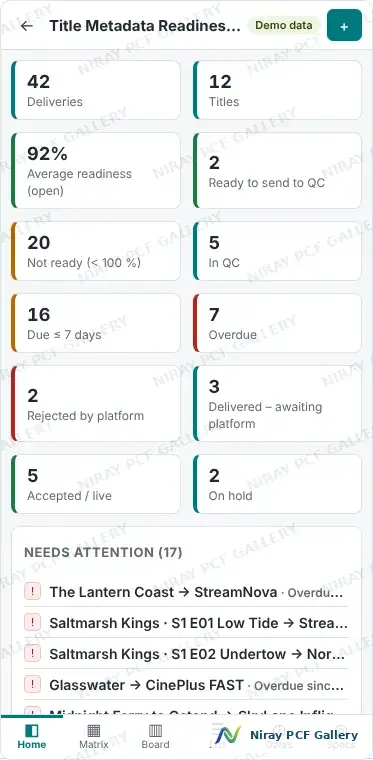 ← Title Metadata Readines... Demo data +
42
Deliveries
12
Titles
92%
Average readiness
(open)
2
Ready to send to QC
20
Not ready (< 100 %)
5
In QC
16
Due ≤ 7 days
7
Overdue
2
Rejected by platform
3
Delivered – awaiting
platform
5
Accepted / live
2
On hold
NEEDS ATTENTION (17)
! The Lantern Coast → StreamNova · Overdu...
! Saltmarsh Kings · S1 E01 Low Tide → Strea...
! Saltmarsh Kings · S1 E02 Undertow → Nor...
! Glasswater → CinePlus FAST · Overdue sinc...
Home
Matrix
Board
Specs
Niray PCF Gallery
NIRAY PCF GALLERY